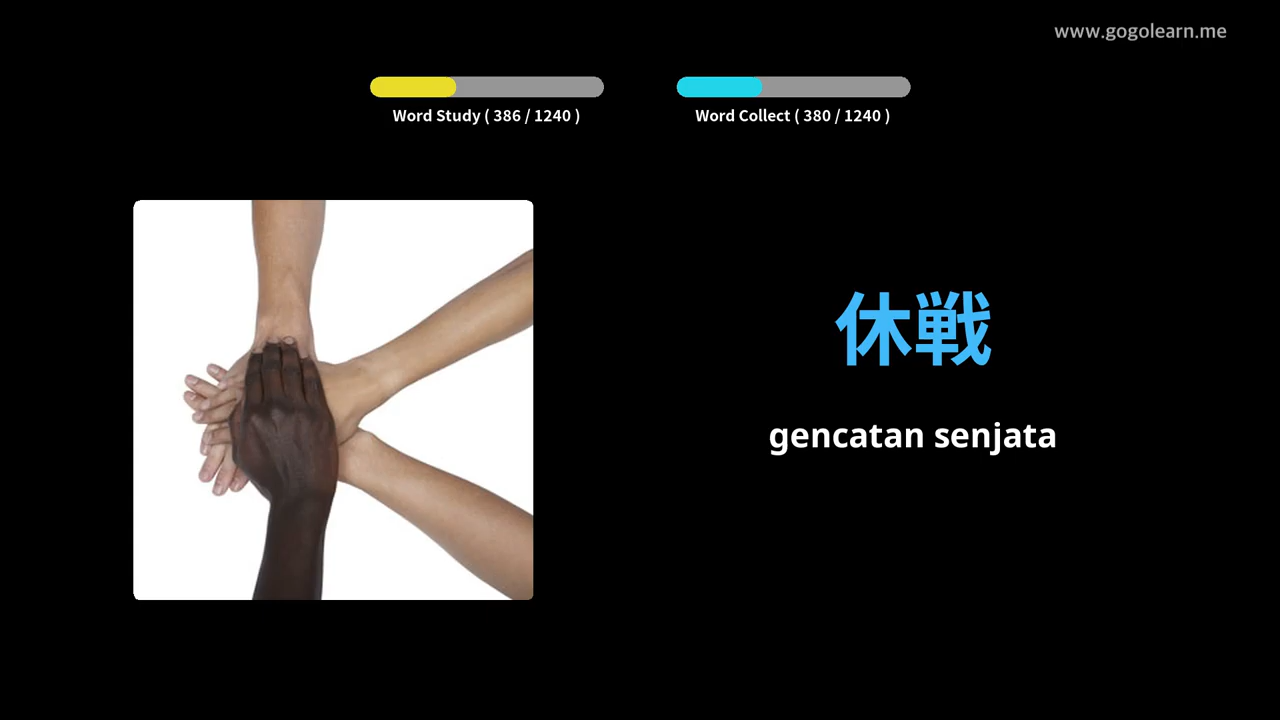 www.gogolearn.me
Word Study ( 386 / 1240 )
Word Collect ( 380 / 1240 )
休戦
gencatan senjata